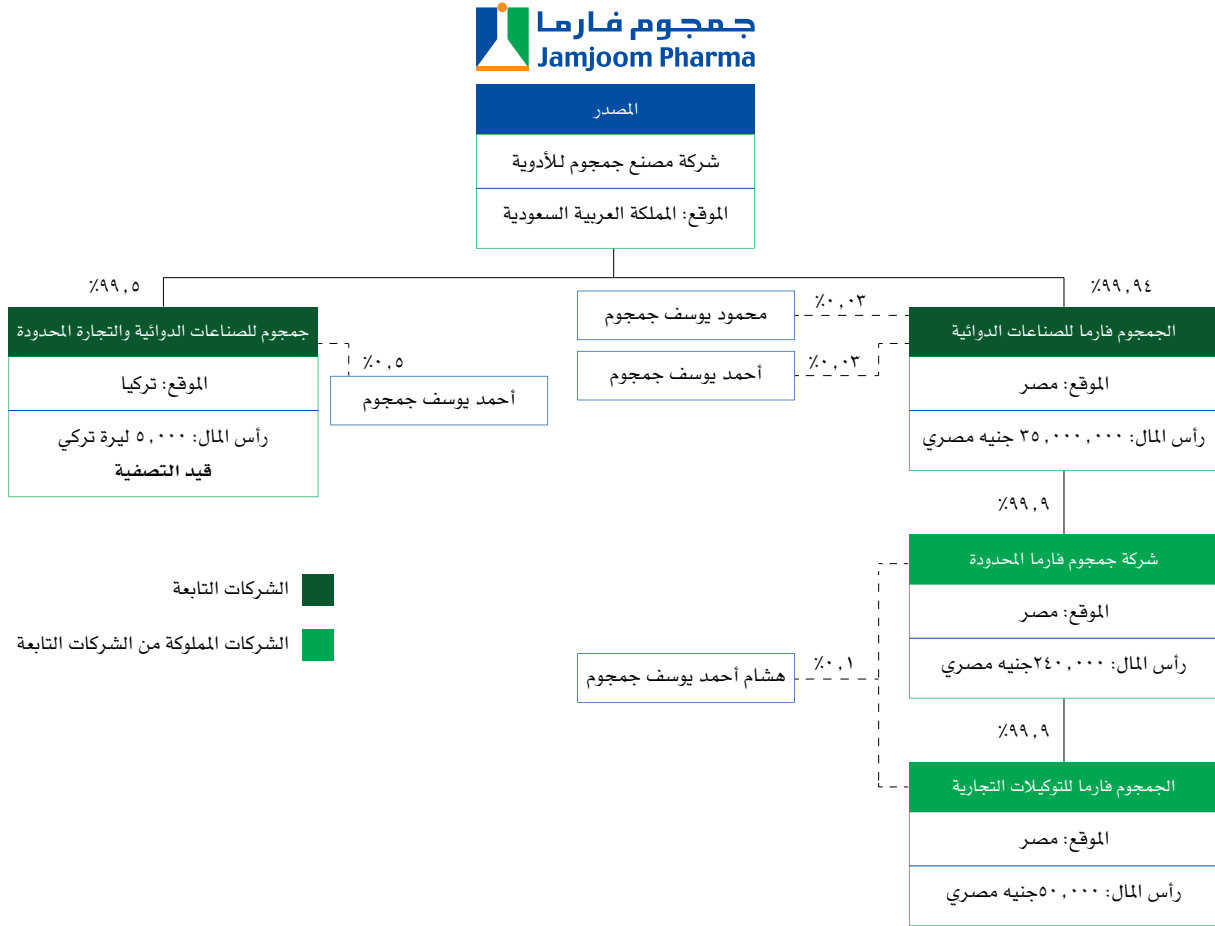 جمجوم فارما
Jamjoom Pharma
المصدر
شركة مصنع جمجوم للأدوية
الموقع: المملكة العربية السعودية
٪٩٩,٩٤
الجمجوم فارما للصناعات الدوائية
الموقع: مصر
رأس المال: ٣٥,٠٠٠,٠٠٠ جنيه مصري
٪٠,٠٣
محمود يوسف جمجوم
٪٠,٠٣
أحمد يوسف جمجوم
٪٩٩,٥
جمجوم للصناعات الدوائية والتجارة المحدودة
الموقع: تركيا
رأس المال: ٥,٠٠٠ ليرة تركي
قيد التصفية
٪٠,٥
أحمد يوسف جمجوم
٪٩٩,٩
شركة جمجوم فارما المحدودة
الموقع: مصر
رأس المال: ٢٤٠,٠٠٠جنيه مصري
٪٠,١
هشام أحمد يوسف جمجوم
٪٩٩,٩
الجمجوم فارما للتوكيلات التجارية
الموقع: مصر
رأس المال: ٥٠,٠٠٠جنيه مصري
الشركات التابعة
الشركات المملوكة من الشركات التابعة